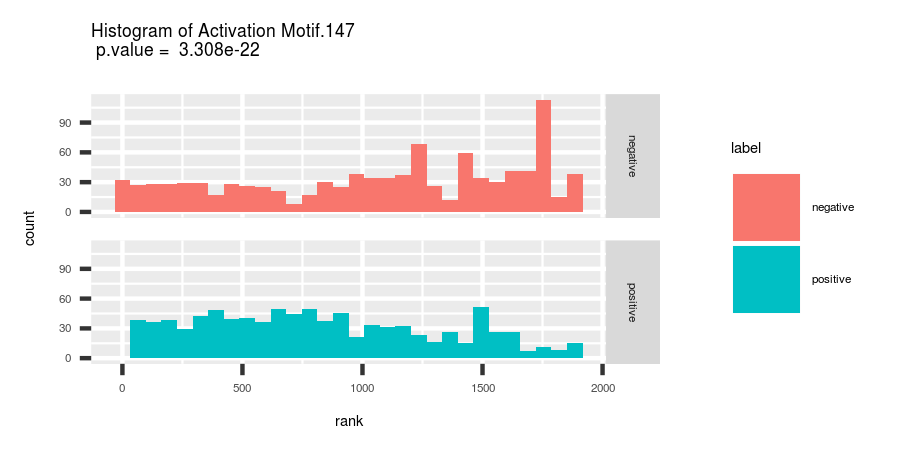 Histogram of Activation Motif.147
p.value = 3.308e-22
count
90
60
30
0
negative
90
60
30
0
positive
0 500 1000 1500 2000
rank
label
negative
positive